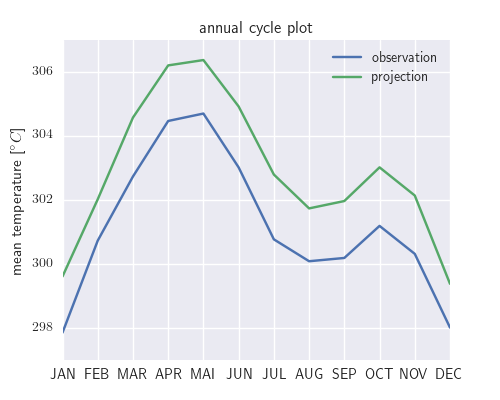 annual cycle plot
observation
projection
mean temperature [°C]
306
304
302
300
298
JAN FEB MAR APR MAI JUN JUL AUG SEP OCT NOV DEC